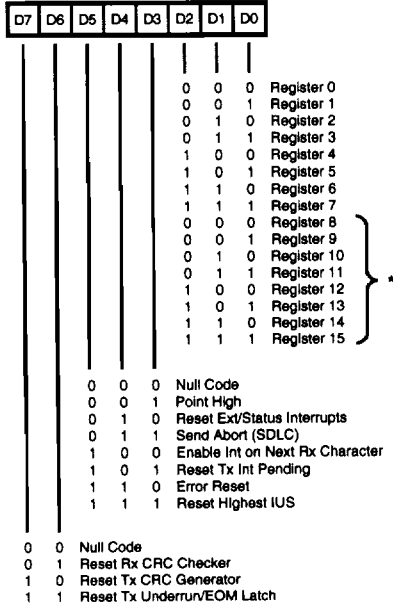 D7 D6 D5 D4 D3 D2 D1 D0
0 0 0 Register 0
0 0 1 Register 1
0 1 0 Register 2
0 1 1 Register 3
1 0 0 Register 4
1 0 1 Register 5
1 1 0 Register 6
1 1 1 Register 7
0 0 0 Register 8
0 0 1 Register 9
0 1 0 Register 10
0 1 1 Register 11
1 0 0 Register 12
1 0 1 Register 13
1 1 0 Register 14
1 1 1 Register 15
*
0 0 0 Null Code
0 0 1 Point High
0 1 0 Reset Ext/Status Interrupts
0 1 1 Send Abort (SDLC)
1 0 0 Enable Int on Next Rx Character
1 0 1 Reset Tx Int Pending
1 1 0 Error Reset
1 1 1 Reset Highest IUS
0 0 Null Code
0 1 Reset Rx CRC Checker
1 0 Reset Tx CRC Generator
1 1 Reset Tx Underrun/EOM Latch